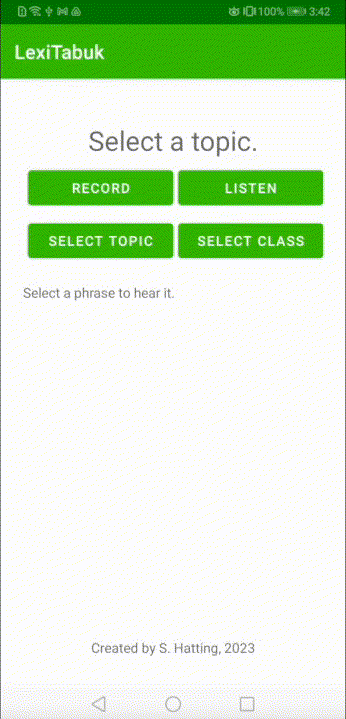 100% 3:42
LexiTabuk
Select a topic.
RECORD LISTEN
SELECT TOPIC SELECT CLASS
Select a phrase to hear it.
Created by S. Hatting, 2023